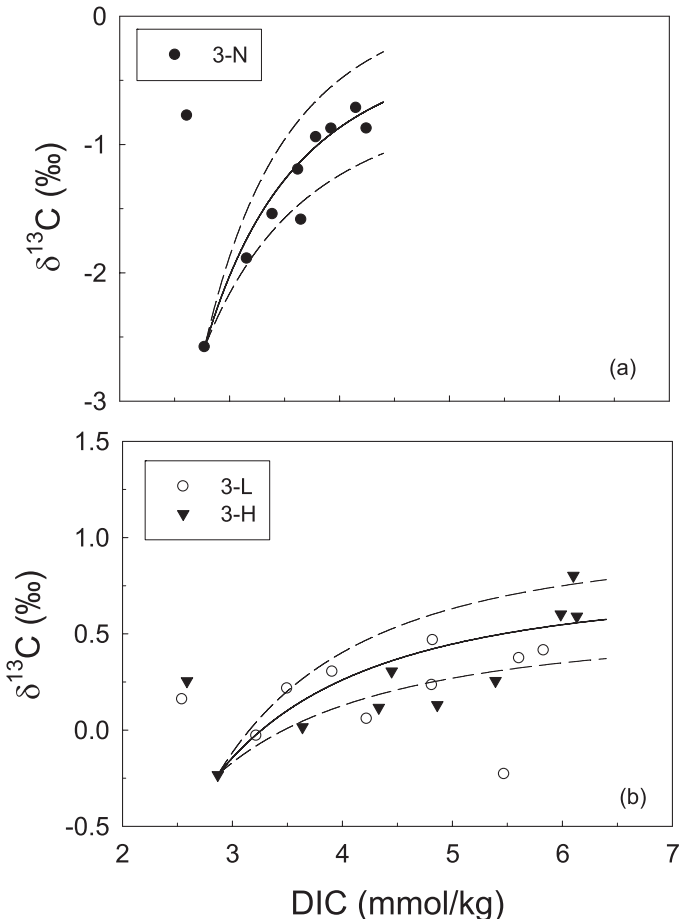 0
3-N
-1
δ¹³C (‰)
-2
(a)
-3
1.5
3-L
3-H
1.0
δ¹³C (‰)
0.5
0.0
(b)
-0.5
2 3 4 5 6 7
DIC (mmol/kg)